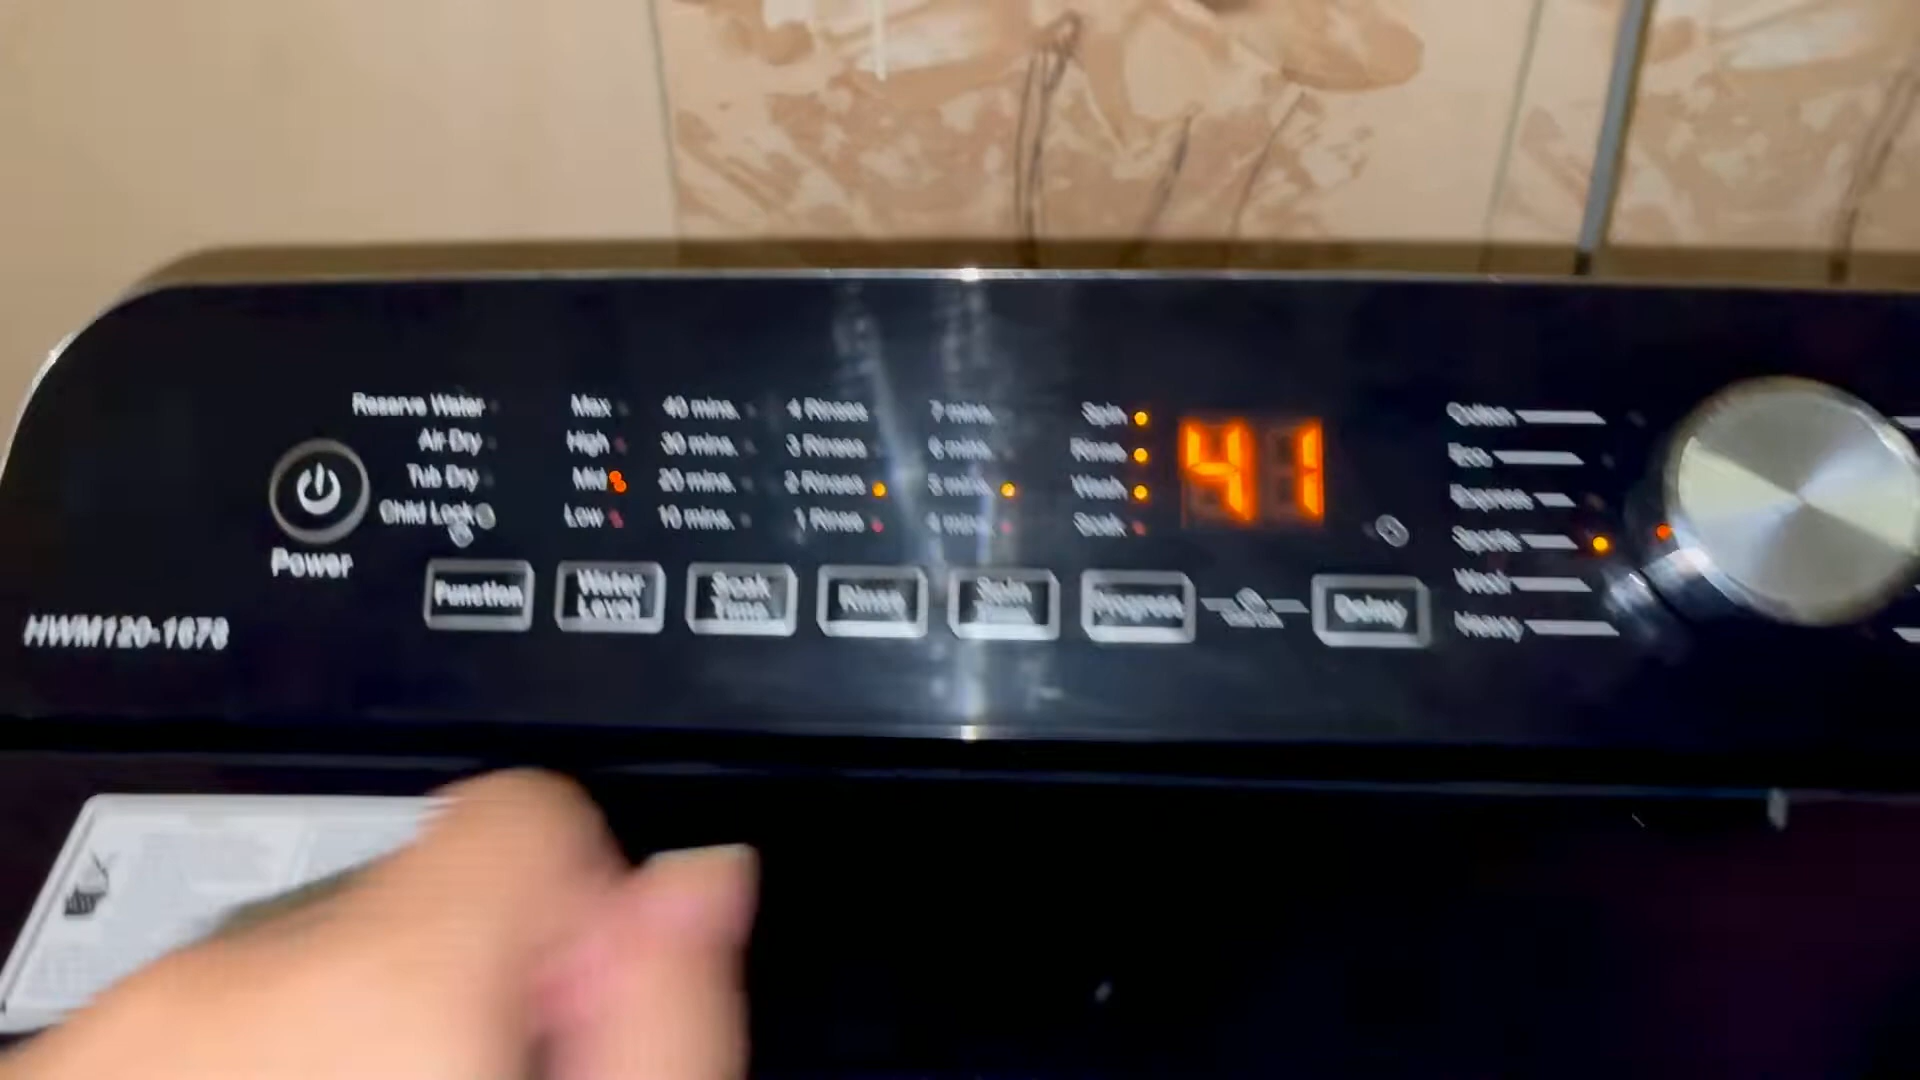 Reserve Water
Air Dry
Tub Dry
Child Lock
Power
HWM120-1678
Max
High
Mid
Low
40 mins.
30 mins.
20 mins.
10 mins.
4 Rinses
3 Rinses
2 Rinses
1 Rinse
7 mins.
6 mins.
5 mins.
4 mins.
Spin
Rinse
Wash
Soak
41
Function
Water
Level
Soak
Time
Rinse
Spin
Time
Progress
Delay
Cotton
Eco
Express
Sports
Wool
Heavy